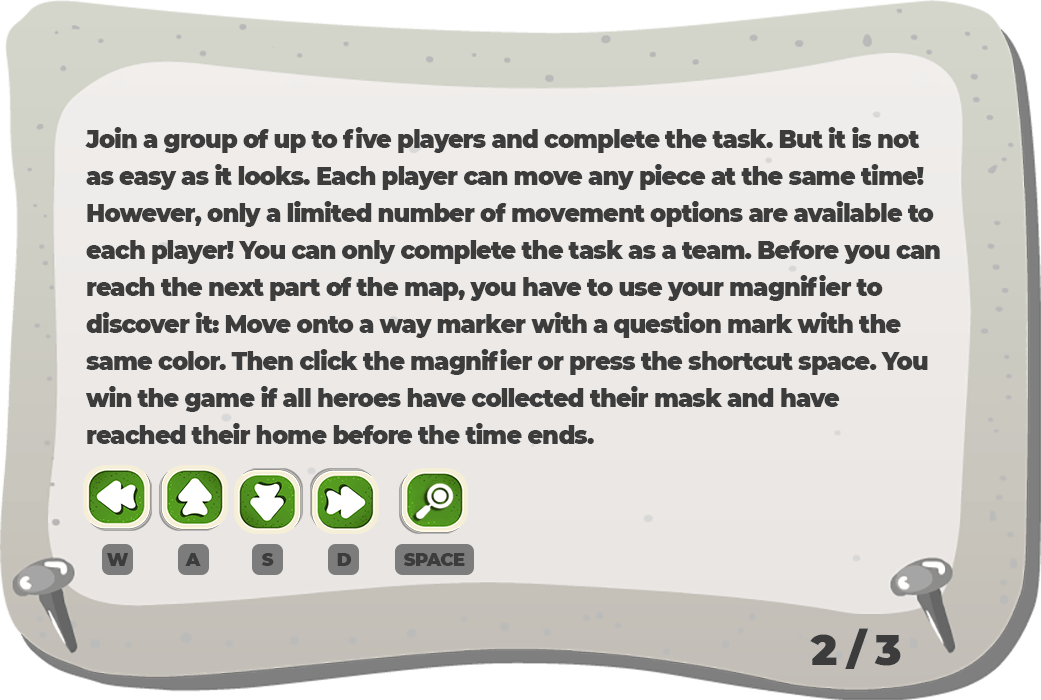 Join a group of up to five players and complete the task. But it is not
as easy as it looks. Each player can move any piece at the same time!
However, only a limited number of movement options are available to
each player! You can only complete the task as a team. Before you can
reach the next part of the map, you have to use your magnifier to
discover it: Move onto a way marker with a question mark with the
same color. Then click the magnifier or press the shortcut space. You
win the game if all heroes have collected their mask and have
reached their home before the time ends.
W A S D SPACE
2/3